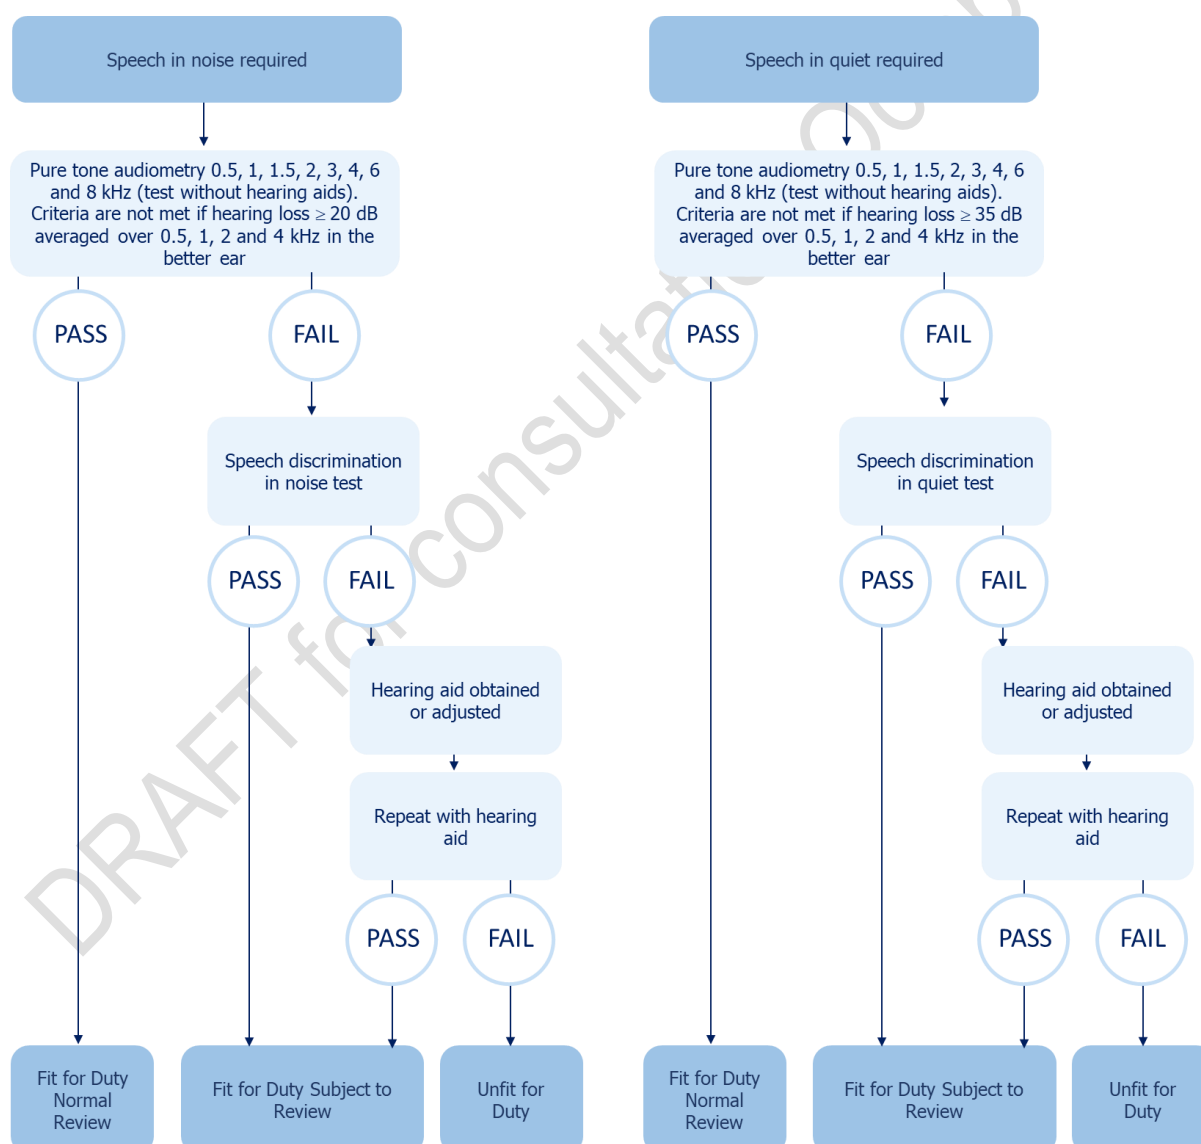 Speech in noise required
Pure tone audiometry 0.5, 1, 1.5, 2, 3, 4, 6
and 8 kHz (test without hearing aids).
Criteria are not met if hearing loss ≥ 20 dB
averaged over 0.5, 1, 2 and 4 kHz in the
better ear
PASS
FAIL
Speech discrimination
in noise test
PASS
FAIL
Hearing aid obtained
or adjusted
Repeat with hearing
aid
PASS
FAIL
Fit for Duty
Normal
Review
Fit for Duty Subject to
Review
Unfit for
Duty
Speech in quiet required
Pure tone audiometry 0.5, 1, 1.5, 2, 3, 4, 6
and 8 kHz (test without hearing aids).
Criteria are not met if hearing loss ≥ 35 dB
averaged over 0.5, 1, 2 and 4 kHz in the
better ear
PASS
FAIL
Speech discrimination
in quiet test
PASS
FAIL
Hearing aid obtained
or adjusted
Repeat with hearing
aid
PASS
FAIL
Fit for Duty
Normal
Review
Fit for Duty Subject to
Review
Unfit for
Duty
DRAFT for consultation